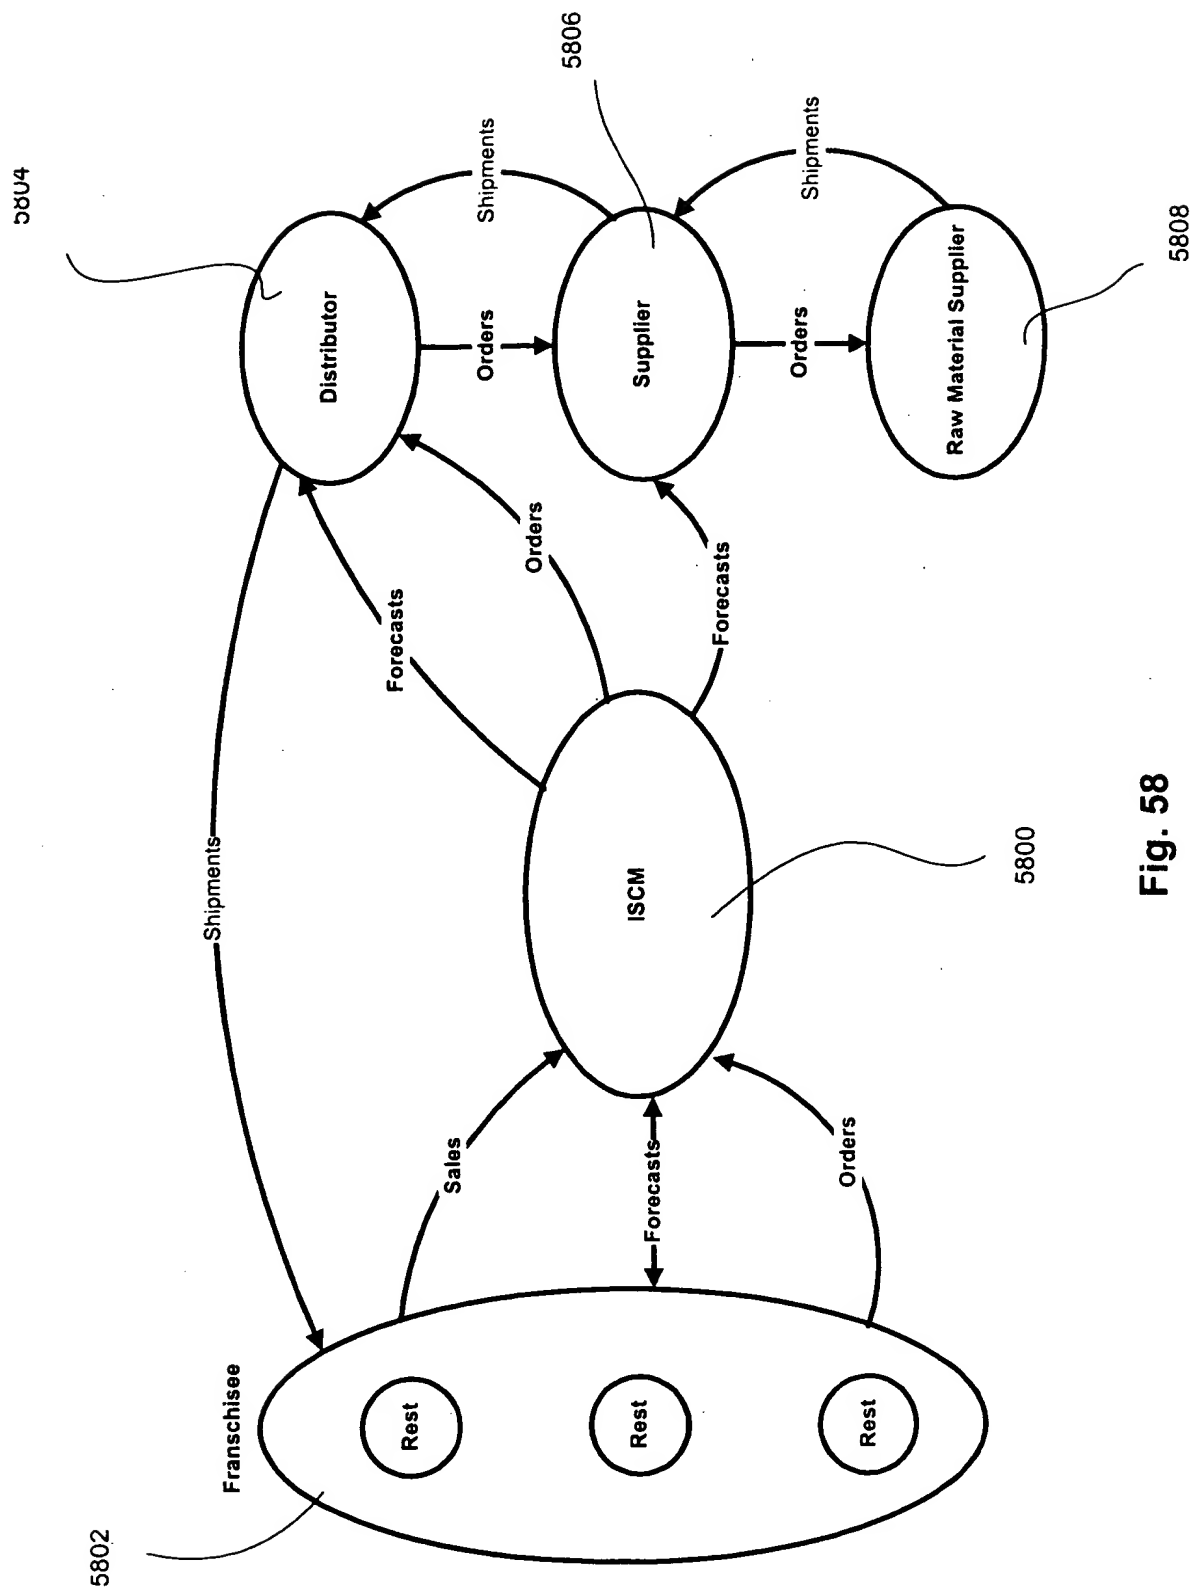 5802
Franschisee
Rest
Rest
Rest
Shipments
Sales
Forecasts
Orders
ISCM
5800
Forecasts
Orders
Forecasts
5804
Distributor
Orders
Shipments
5806
Supplier
Orders
Shipments
Raw Material Supplier
5808
Fig. 58